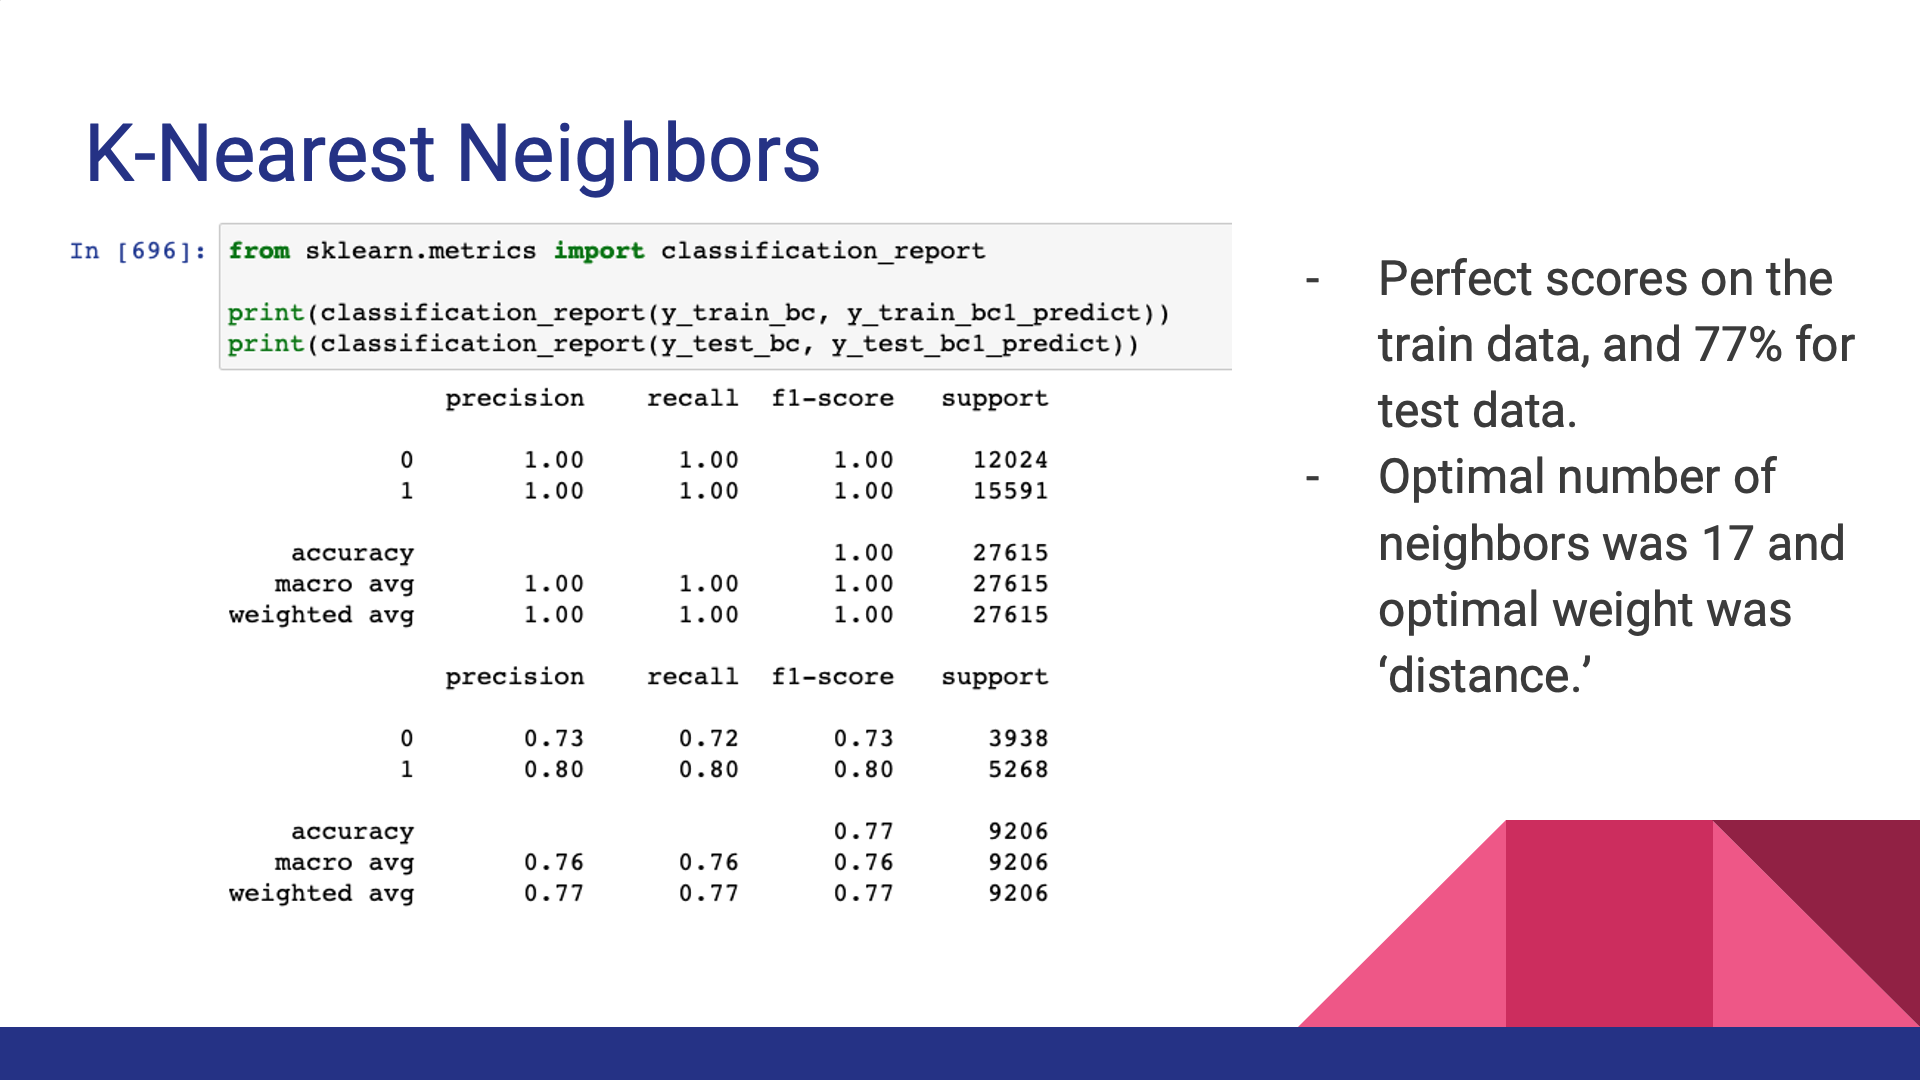 K-Nearest Neighbors
In [696]: from sklearn.metrics import classification_report
print(classification_report(y_train_bc, y_train_bc1_predict))
print(classification_report(y_test_bc, y_test_bc1_predict))
precision recall f1-score support
0 1.00 1.00 1.00 12024
1 1.00 1.00 1.00 15591
accuracy 1.00 27615
macro avg 1.00 1.00 1.00 27615
weighted avg 1.00 1.00 1.00 27615
precision recall f1-score support
0 0.73 0.72 0.73 3938
1 0.80 0.80 0.80 5268
accuracy 0.77 9206
macro avg 0.76 0.76 0.76 9206
weighted avg 0.77 0.77 0.77 9206
- Perfect scores on the
train data, and 77% for
test data.
- Optimal number of
neighbors was 17 and
optimal weight was
‘distance.’